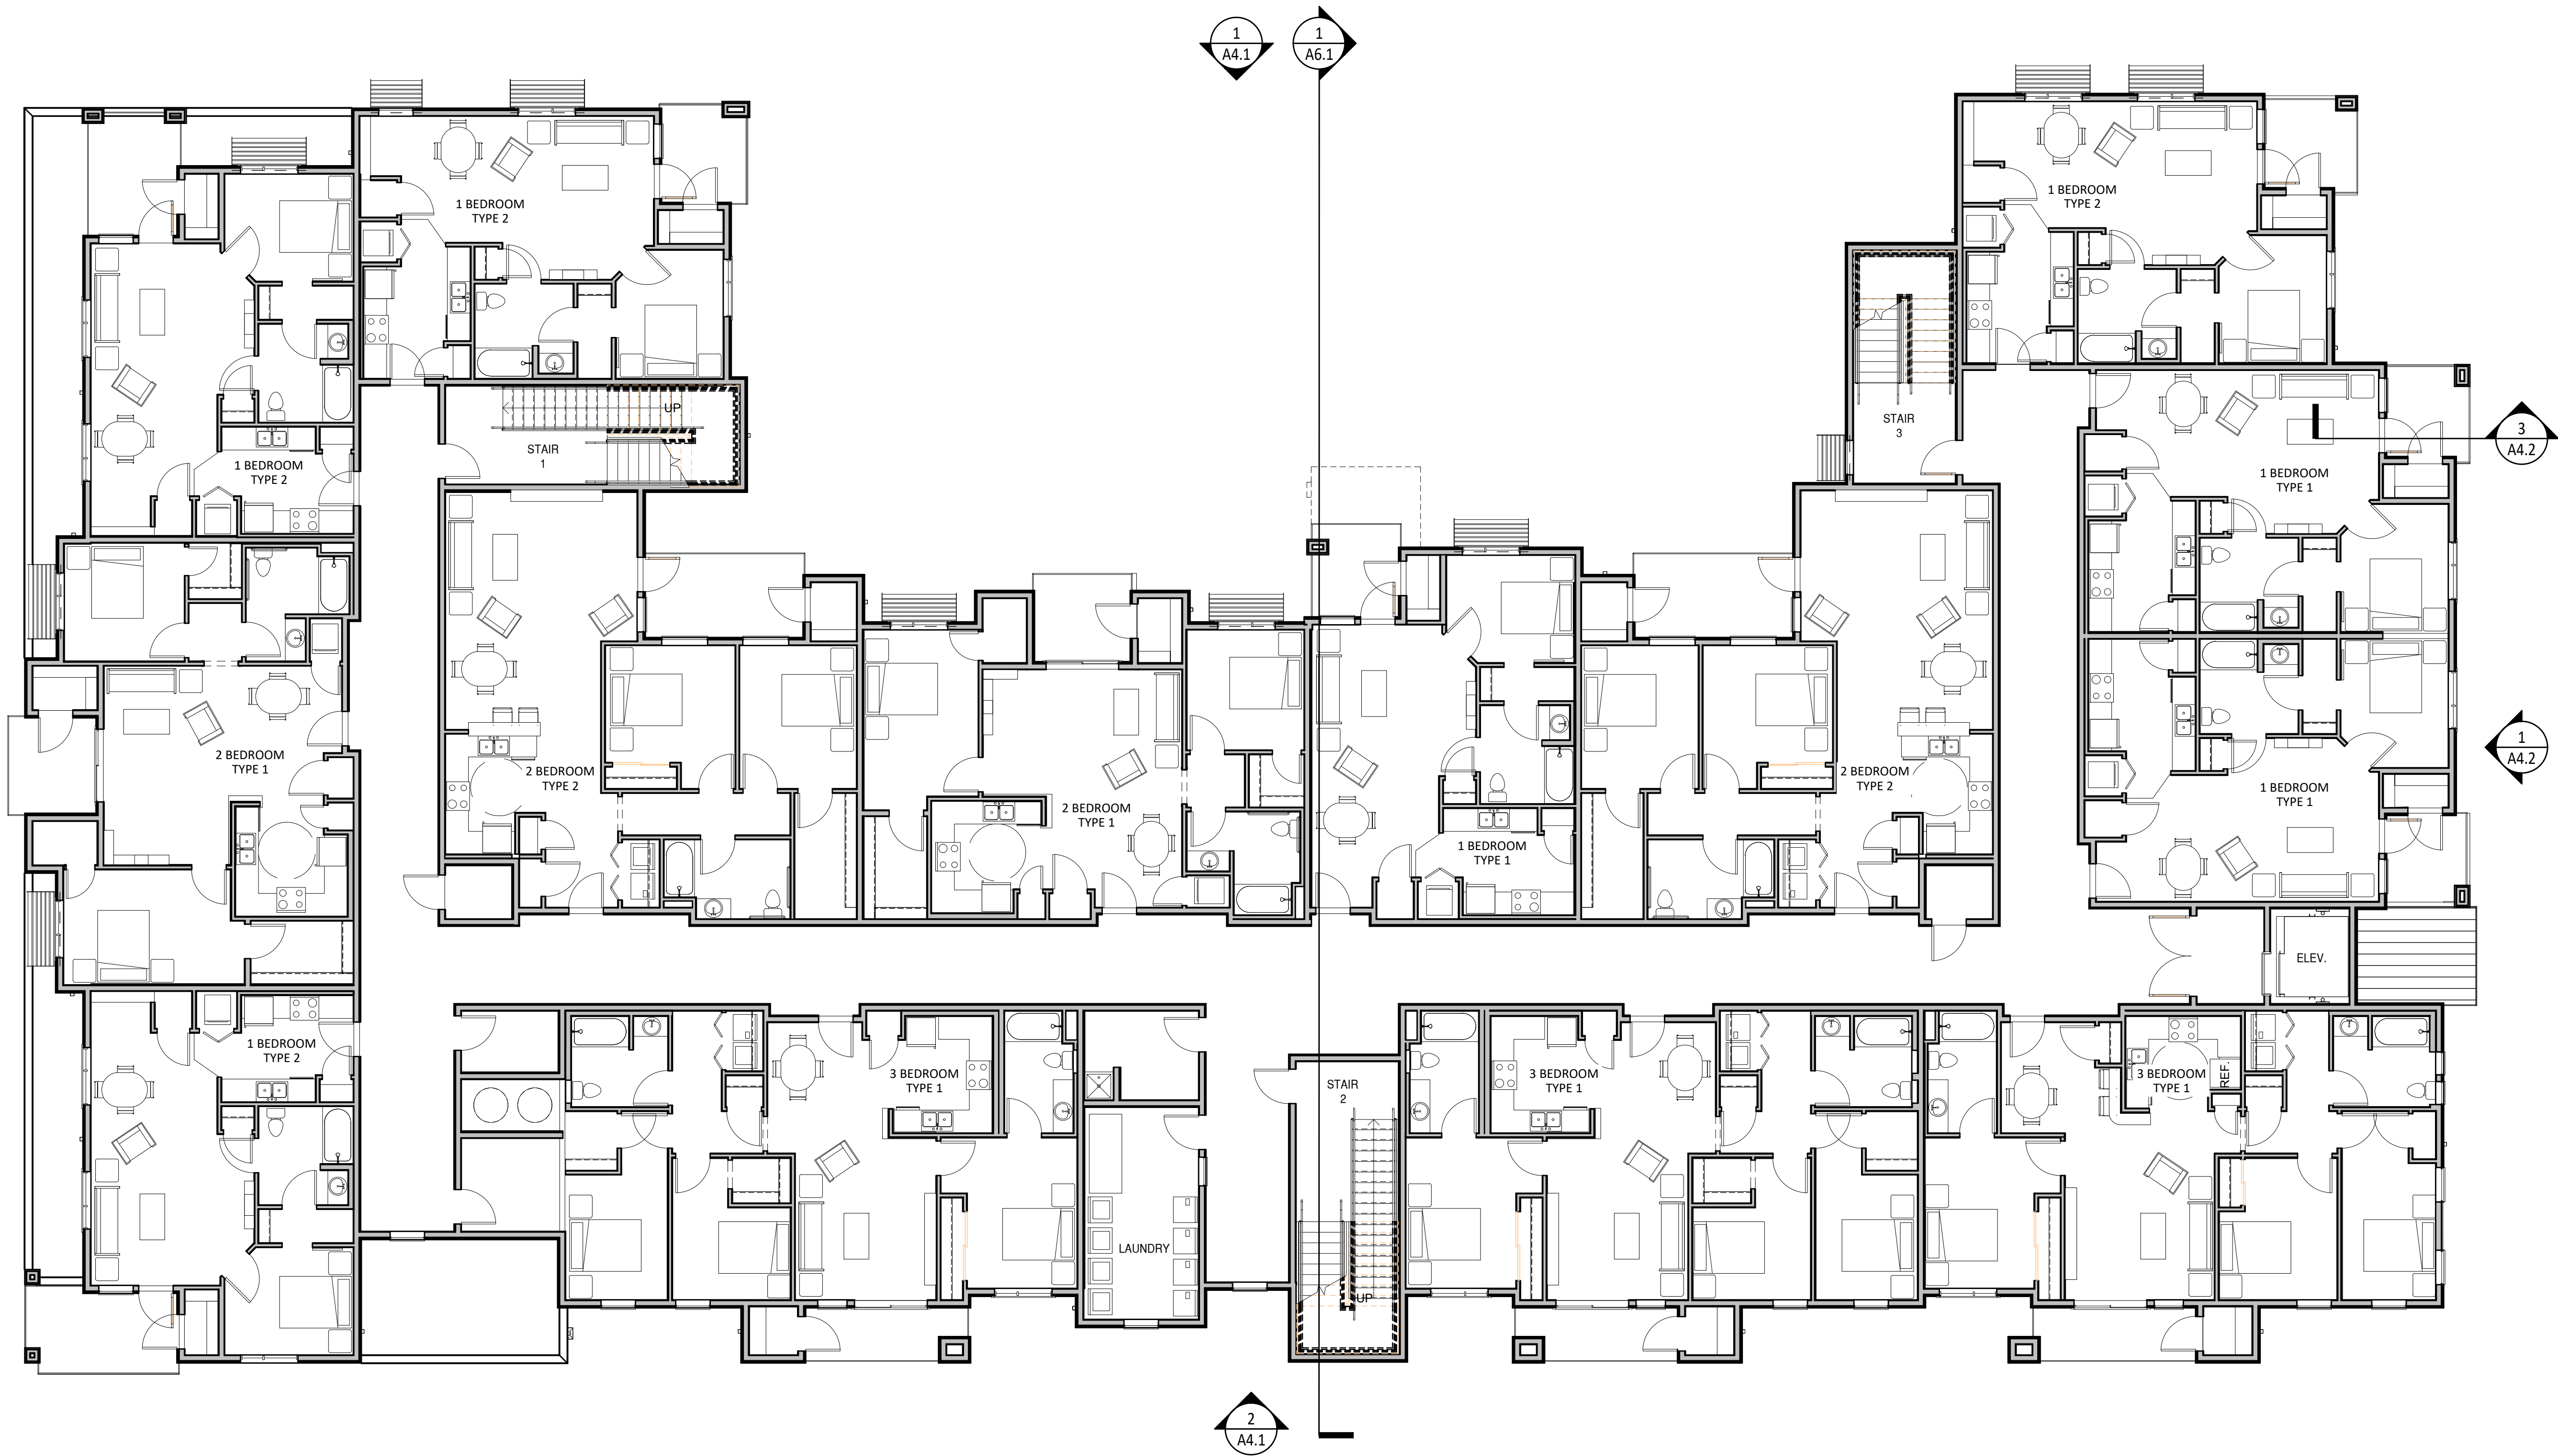 1
A4.1
1
A6.1
1 BEDROOM
TYPE 2
1 BEDROOM
TYPE 2
UP
STAIR
1
STAIR
3
3
A4.2
1 BEDROOM
TYPE 2
1 BEDROOM
TYPE 1
2 BEDROOM
TYPE 1
2 BEDROOM
TYPE 2
2 BEDROOM
TYPE 1
1 BEDROOM
TYPE 1
2 BEDROOM
TYPE 2
1 BEDROOM
TYPE 1
1
A4.2
ELEV.
1 BEDROOM
TYPE 2
3 BEDROOM
TYPE 1
STAIR
2
3 BEDROOM
TYPE 1
3 BEDROOM
TYPE 1
REF.
LAUNDRY
UP
2
A4.1